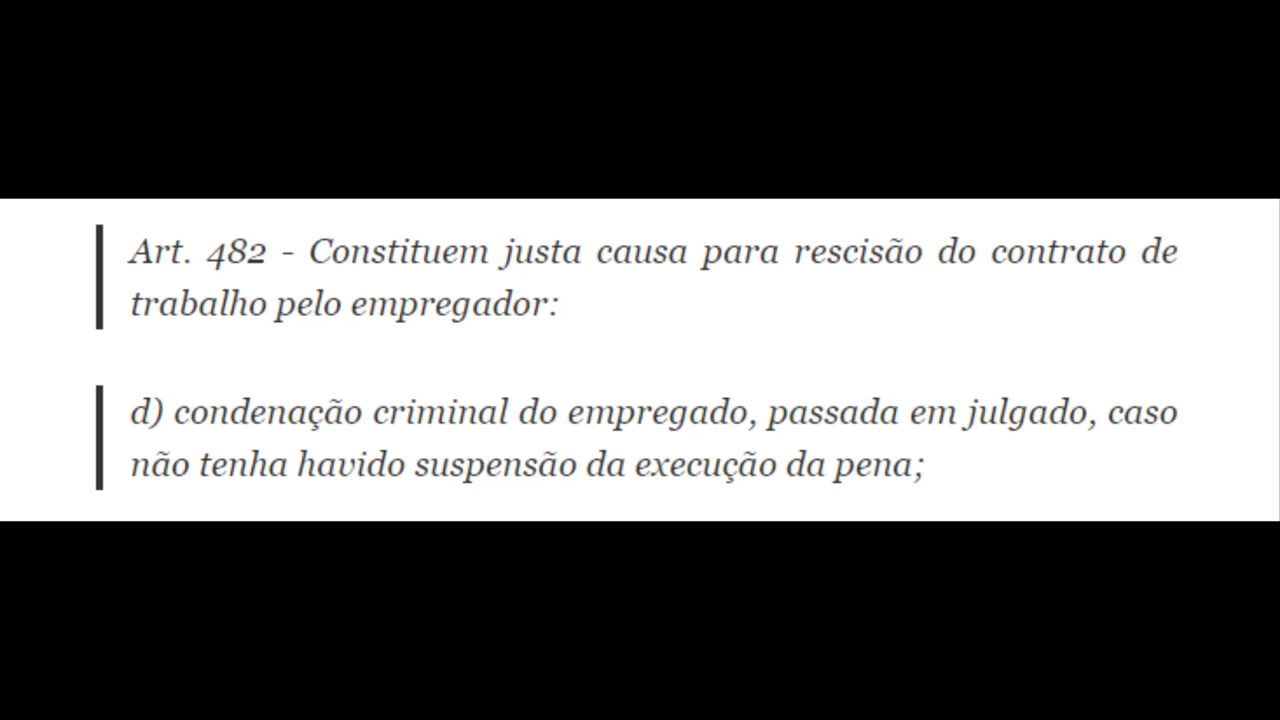 Art. 482 - Constituem justa causa para rescisão do contrato de
trabalho pelo empregador:
d) condenação criminal do empregado, passada em julgado, caso
não tenha havido suspensão da execução da pena;